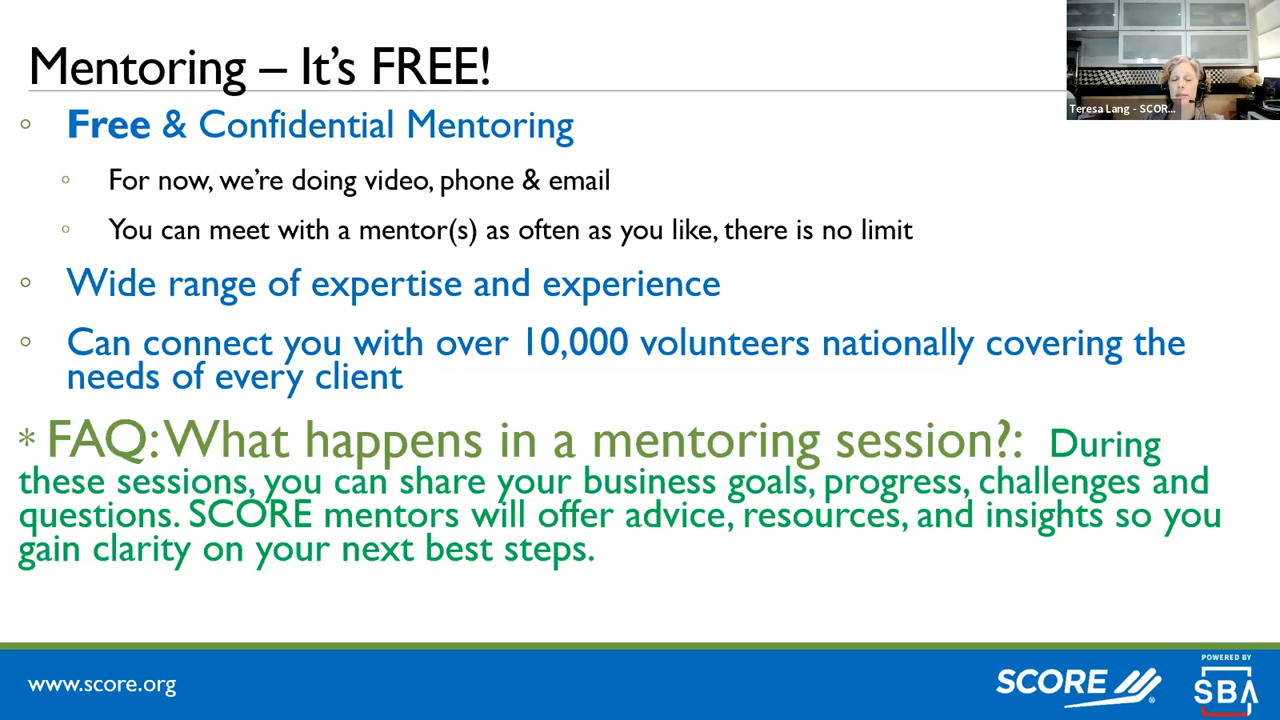 Mentoring – It's FREE!
Teresa Lang - SCOR...
◦ Free & Confidential Mentoring
◦ For now, we're doing video, phone & email
◦ You can meet with a mentor(s) as often as you like, there is no limit
◦ Wide range of expertise and experience
◦ Can connect you with over 10,000 volunteers nationally covering the
needs of every client
* FAQ: What happens in a mentoring session?: During
these sessions, you can share your business goals, progress, challenges and
questions. SCORE mentors will offer advice, resources, and insights so you
gain clarity on your next best steps.
www.score.org
SCORE®
POWERED BY
SBA